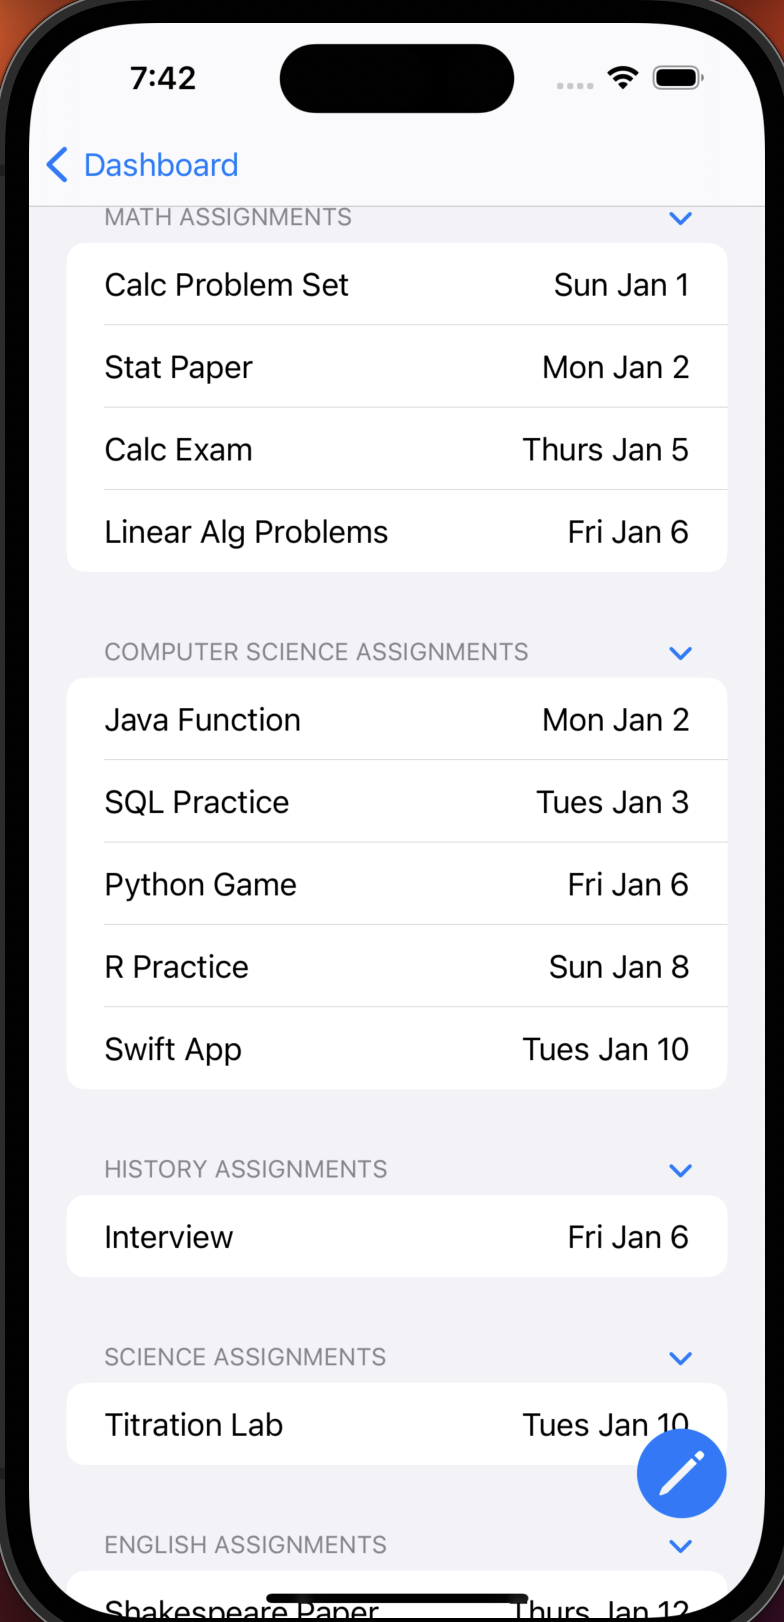 7:42
Dashboard
MATH ASSIGNMENTS
Calc Problem Set Sun Jan 1
Stat Paper Mon Jan 2
Calc Exam Thurs Jan 5
Linear Alg Problems Fri Jan 6
COMPUTER SCIENCE ASSIGNMENTS
Java Function Mon Jan 2
SQL Practice Tues Jan 3
Python Game Fri Jan 6
R Practice Sun Jan 8
Swift App Tues Jan 10
HISTORY ASSIGNMENTS
Interview Fri Jan 6
SCIENCE ASSIGNMENTS
Titration Lab Tues Jan 10
ENGLISH ASSIGNMENTS
Shakespeare Paper Thurs Jan 12